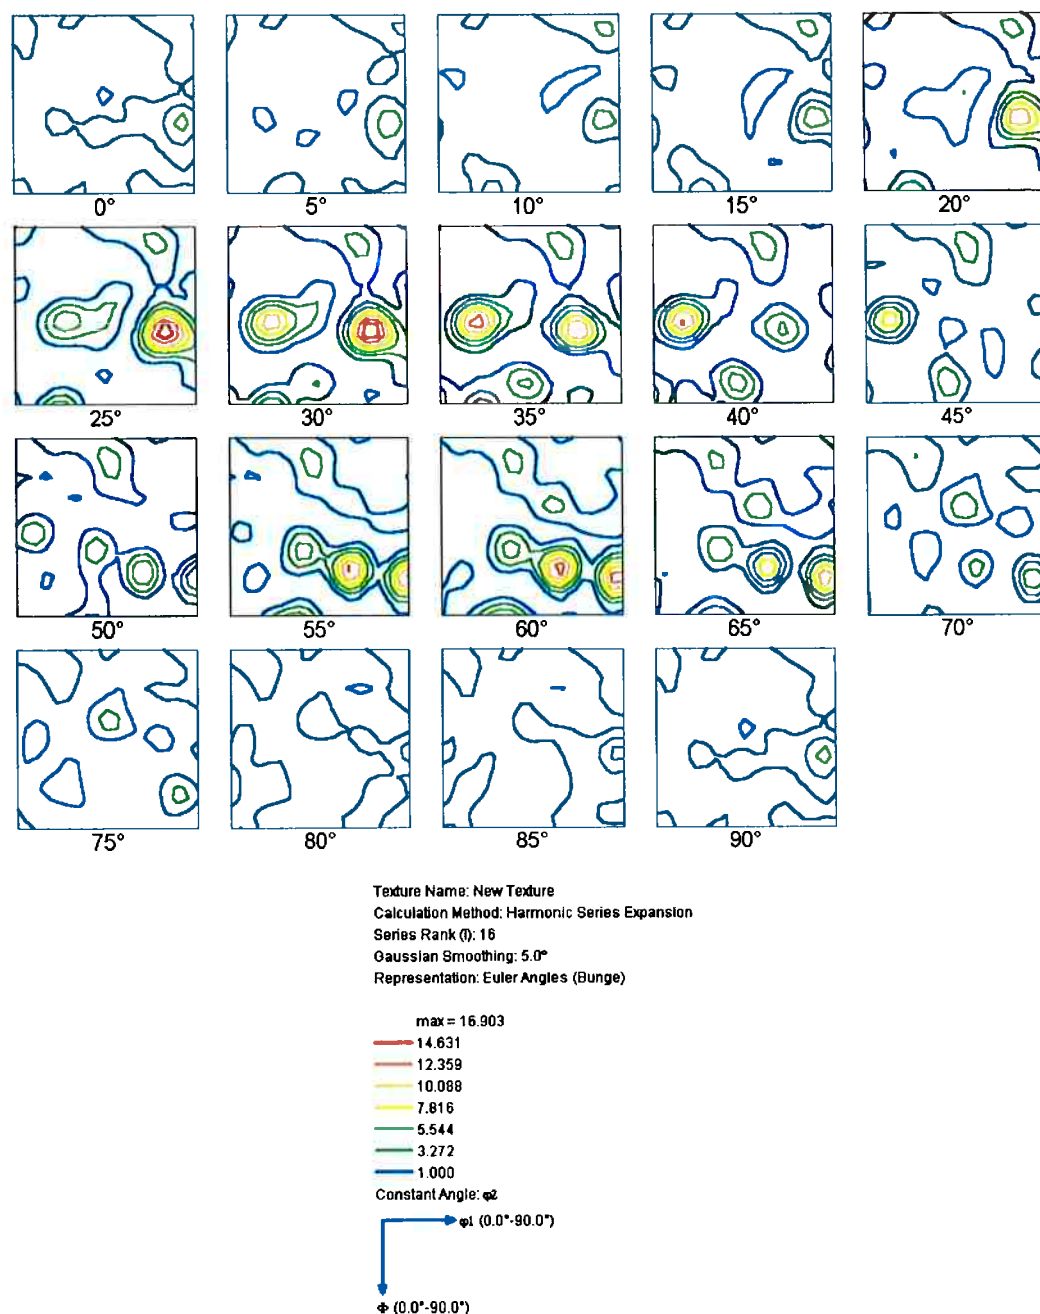 0° 5° 10° 15° 20°
25° 30° 35° 40° 45°
50° 55° 60° 65° 70°
75° 80° 85° 90°
Texture Name: New Texture
Calculation Method: Harmonic Series Expansion
Series Rank (l): 16
Gaussian Smoothing: 5.0°
Representation: Euler Angles (Bunge)
max = 16.903
14.631
12.359
10.088
7.816
5.544
3.272
1.000
Constant Angle: φ2
φ1 (0.0°-90.0°)
Φ (0.0°-90.0°)